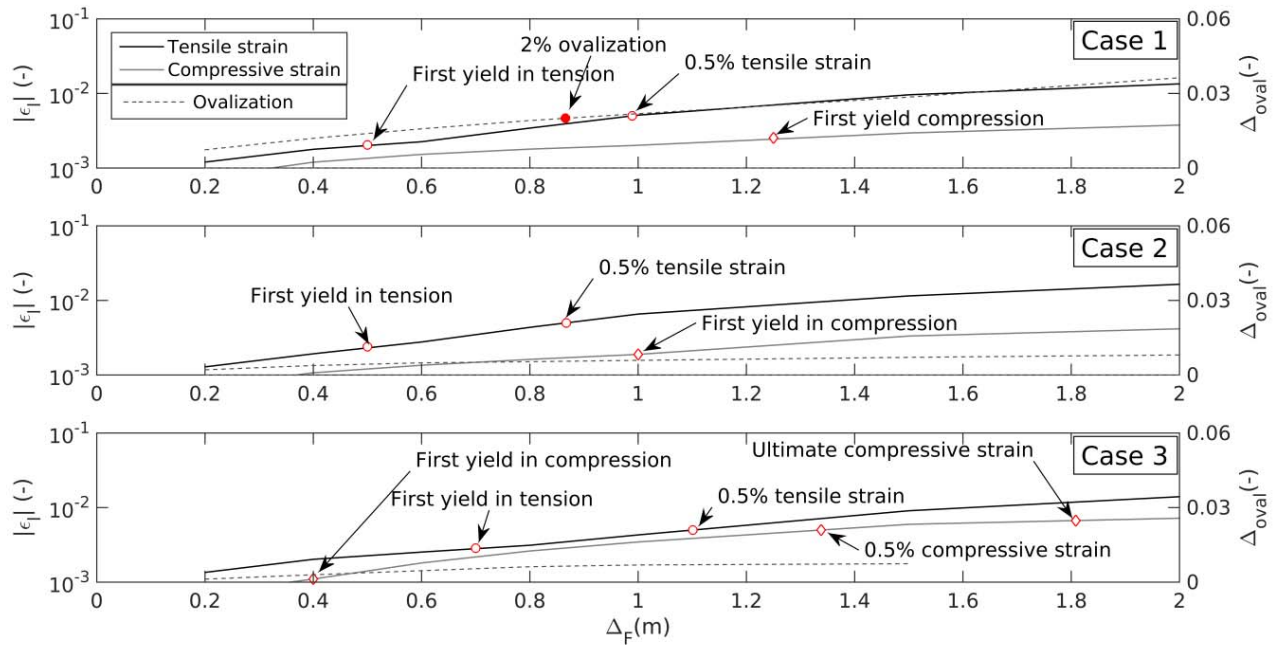 10^-1
10^-2
10^-3
|ϵ_l| (-)
Tensile strain
Compressive strain
Ovalization
2% ovalization
First yield in tension
0.5% tensile strain
First yield compression
Case 1
0.06
0.03
0
Δ_oval(-)
0 0.2 0.4 0.6 0.8 1 1.2 1.4 1.6 1.8 2
10^-1
10^-2
10^-3
|ϵ_l| (-)
First yield in tension
0.5% tensile strain
First yield in compression
Case 2
0.06
0.03
0
Δ_oval(-)
0 0.2 0.4 0.6 0.8 1 1.2 1.4 1.6 1.8 2
10^-1
10^-2
10^-3
|ϵ_l| (-)
First yield in compression
First yield in tension
0.5% tensile strain
Ultimate compressive strain
0.5% compressive strain
Case 3
0.06
0.03
0
Δ_oval(-)
0 0.2 0.4 0.6 0.8 1 1.2 1.4 1.6 1.8 2
Δ_F(m)